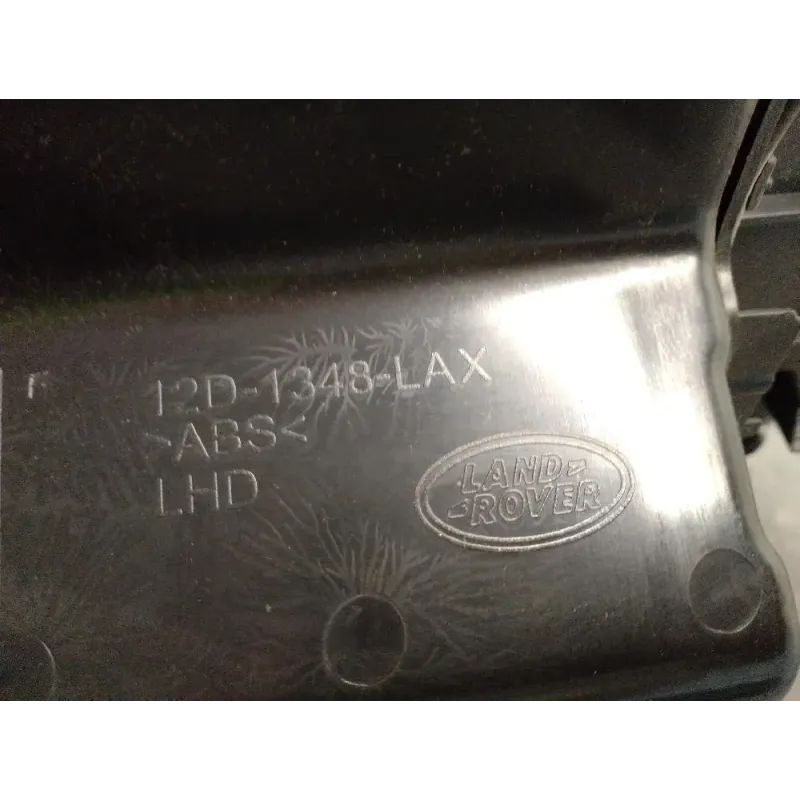 12D-1348-LAX
>ABS<
LHD
LAND
ROVER